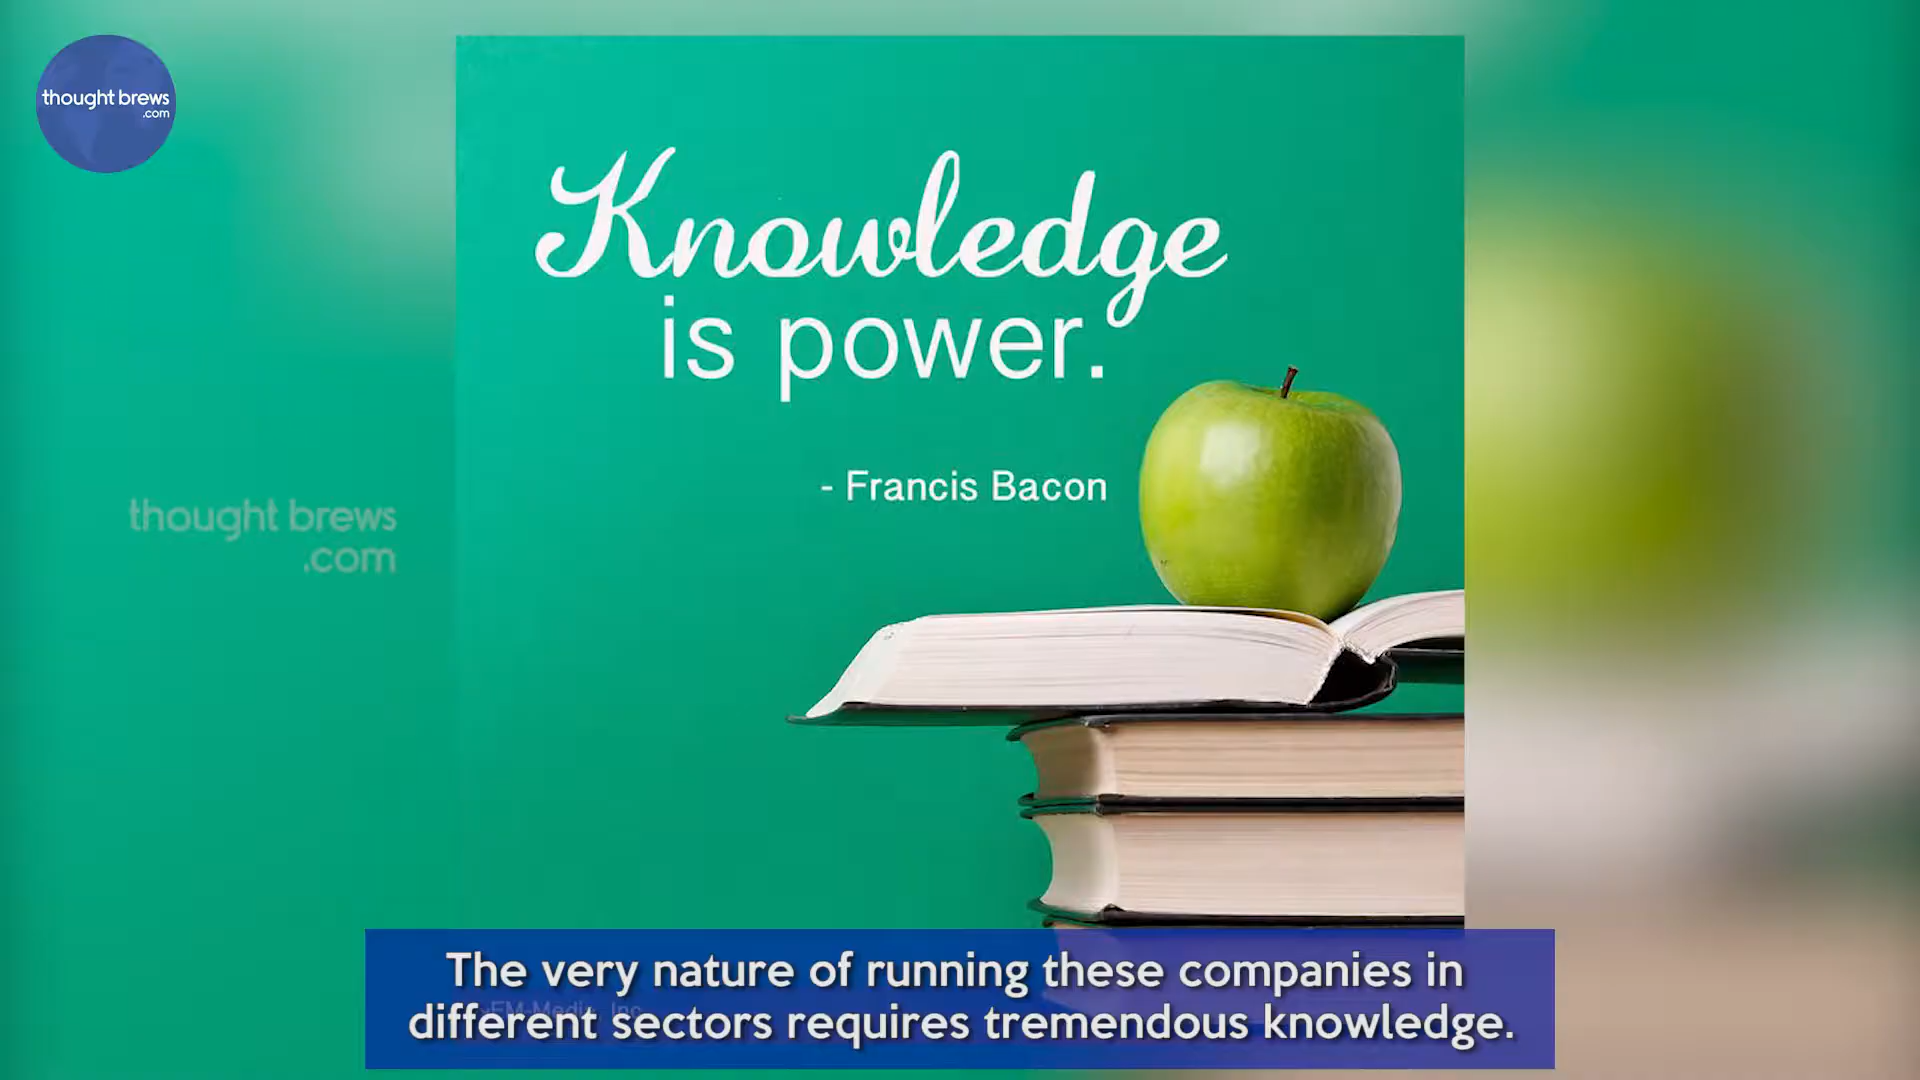 thought brews
.com
Knowledge
is power.
- Francis Bacon
thought brews
.com
The very nature of running these companies in
different sectors requires tremendous knowledge.